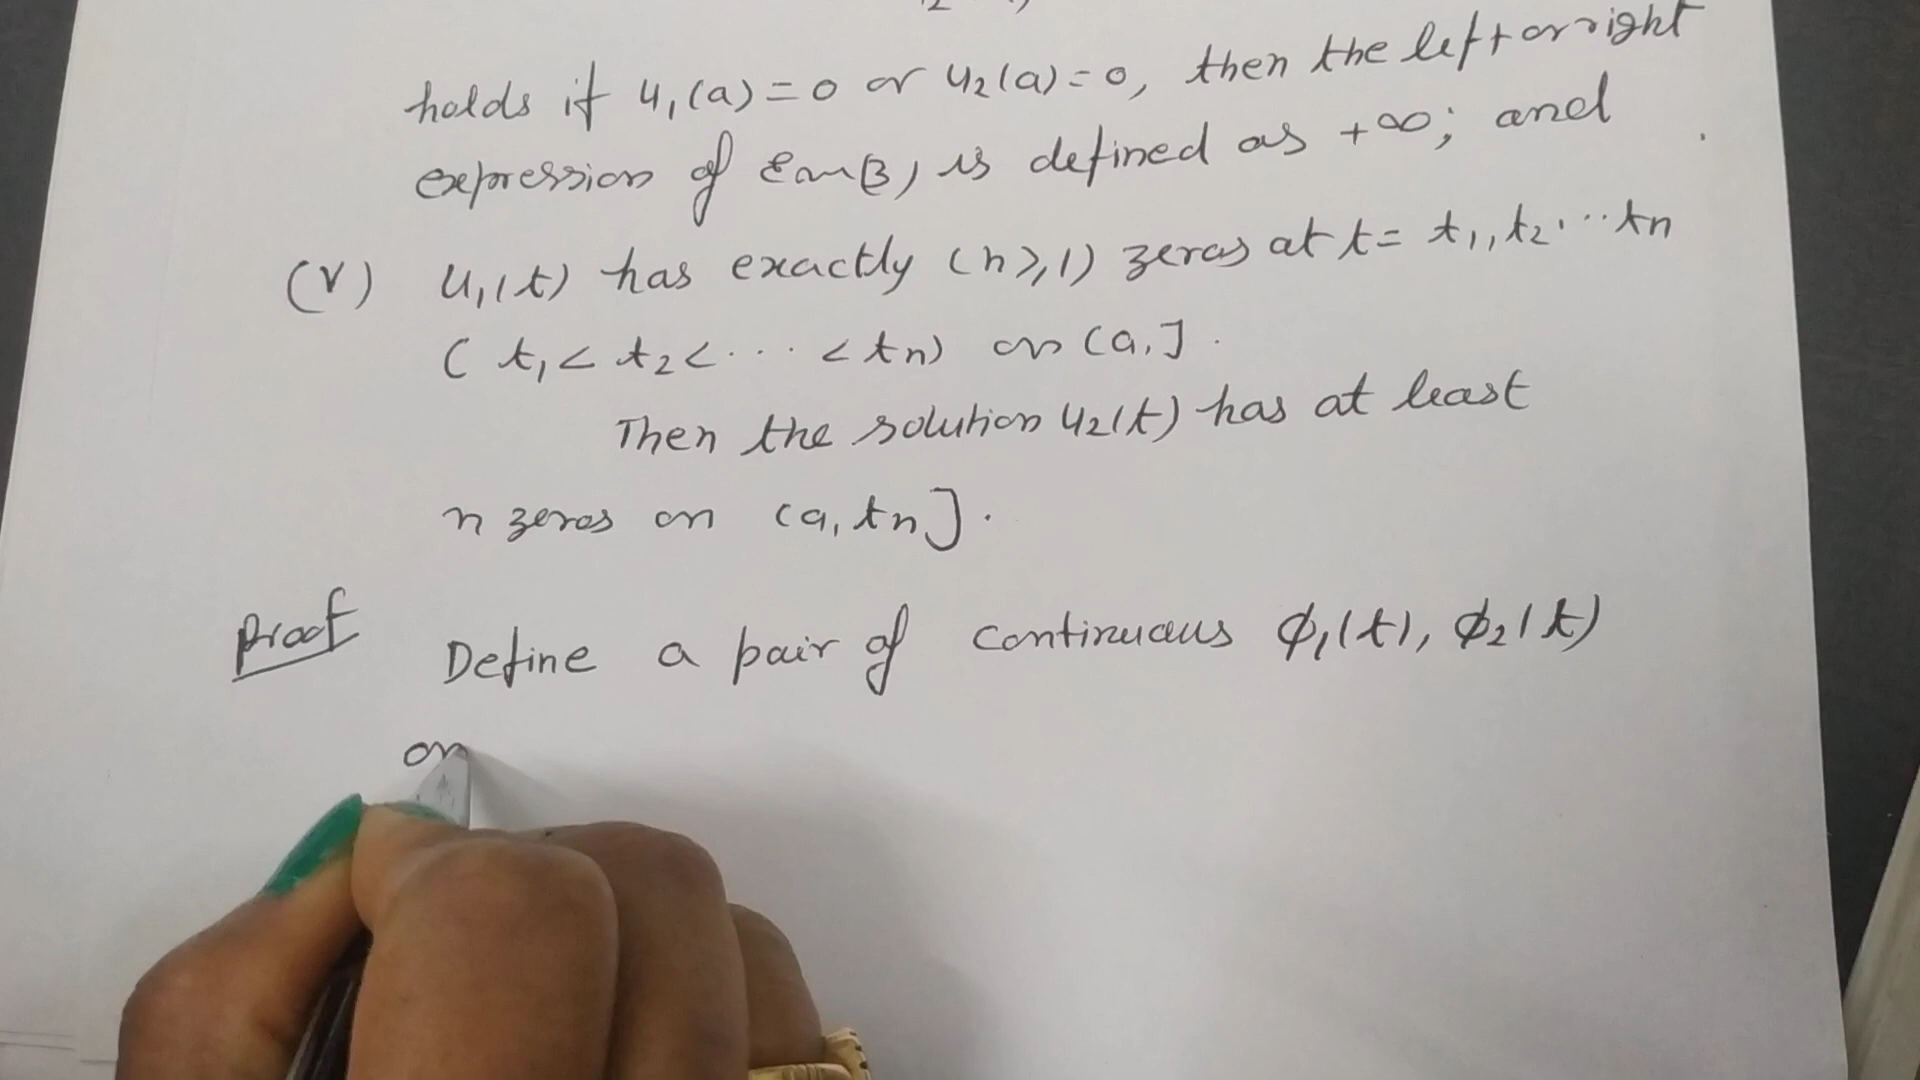 holds if u₁(a)=0 or u₂(a)=0, then the left or right
expression of Eqn(3) is defined as +∞; and
(V) u₁(t) has exactly (n≥1) zeros at t= t₁, t₂, ... tn
( t₁ < t₂ < ... < tn) on (a, ].
Then the solution u₂(t) has at least
n zeros on (a, tn].
Proof Define a pair of continuous ϕ₁(t), ϕ₂(t)
on